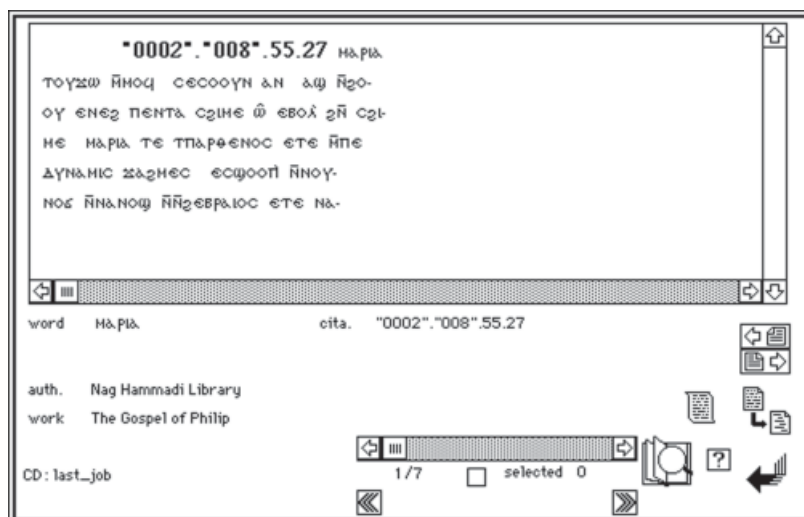 "0002"."008".55.27 ⲙⲁⲣⲓⲁ
ⲧⲟⲩϫⲱ ⲙ̄ⲙⲟϥ ⲥⲉⲥⲟⲟⲩⲛ ⲁⲛ ⲁϣ ⲛ̄ϩⲟ-
ⲟⲩ ⲉⲛⲉϩ ⲡⲉⲛⲧⲁ ⲥϩⲓⲙⲉ ⲱ̂ ⲉⲃⲟⲗ̀ ϩⲛ̄ ⲥϩⲓ-
ⲙⲉ ⲙⲁⲣⲓⲁ ⲧⲉ ⲧⲡⲁⲣⲑⲉⲛⲟⲥ ⲉⲧⲉ ⲙ̄ⲡⲉ
ⲇⲩⲛⲁⲙⲓⲥ ϫⲁϩⲙⲉⲥ ⲉⲥϣⲟⲟⲡ̀ ⲛ̄ⲛⲟⲩ-
ⲛⲟϭ ⲛ̄ⲛⲁⲛⲟϣ ⲛ̄ⲛ̄ϩⲉⲃⲣⲁⲓⲟⲥ ⲉⲧⲉ ⲛⲁ-
word ⲙⲁⲣⲓⲁ cita. "0002"."008".55.27
auth. Nag Hammadi Library
work The Gospel of Philip
?
CD: last_job 1/7 selected 0